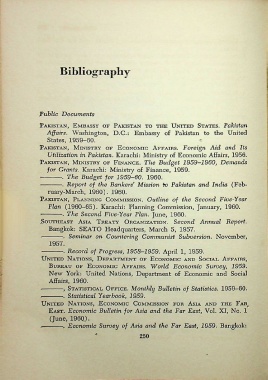 Bibliography
Public Documents
PAKISTAN, EMBASSY OF PAKISTAN TO THE UNITED STATES. Pakistan
Affairs. Washington, D.C.: Embassy of Pakistan to the United
States, 1959–60.
PAKISTAN, MINISTRY OF ECONOMIC AFFAIRS. Foreign Aid and Its
Utilization in Pakistan. Karachi: Ministry of Economic Affairs, 1956.
PAKISTAN, MINISTRY OF FINANCE. The Budget 1959–1960, Demands
for Grants. Karachi: Ministry of Finance, 1959.
———. The Budget for 1959–60. 1960.
———. Report of the Bankers' Mission to Pakistan and India (Feb-
ruary-March, 1960). 1959.
PAKISTAN, PLANNING COMMISSION. Outline of the Second Five-Year
Plan (1960–65). Karachi: Planning Commission, January, 1960.
———. The Second Five-Year Plan. June, 1960.
SOUTHEAST ASIA TREATY ORGANIZATION. Second Annual Report.
Bangkok: SEATO Headquarters, March 5, 1957.
———. Seminar on Countering Communist Subversion. November,
1957.
———. Record of Progress, 1958–1959. April 1, 1959.
UNITED NATIONS, DEPARTMENT OF ECONOMIC AND SOCIAL AFFAIRS,
BUREAU OF ECONOMIC AFFAIRS. World Economic Survey, 1959.
New York: United Nations, Department of Economic and Social
Affairs, 1960.
———, STATISTICAL OFFICE. Monthly Bulletin of Statistics. 1959–60.
———. Statistical Yearbook, 1959.
UNITED NATIONS, ECONOMIC COMMISSION FOR ASIA AND THE FAR
EAST. Economic Bulletin for Asia and the Far East, Vol. XI, No. 1
(June, 1960).
———. Economic Survey of Asia and the Far East, 1959. Bangkok:
250